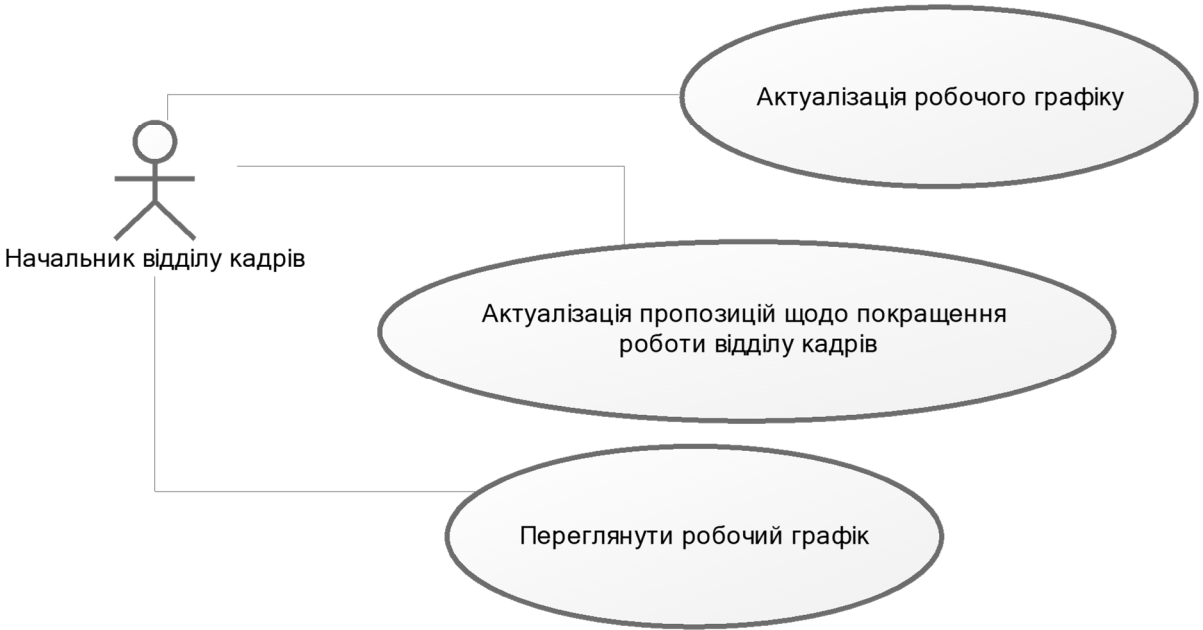 Актуалізація робочого графіку
Начальник відділу кадрів
Актуалізація пропозицій щодо покращення
роботи відділу кадрів
Переглянути робочий графік